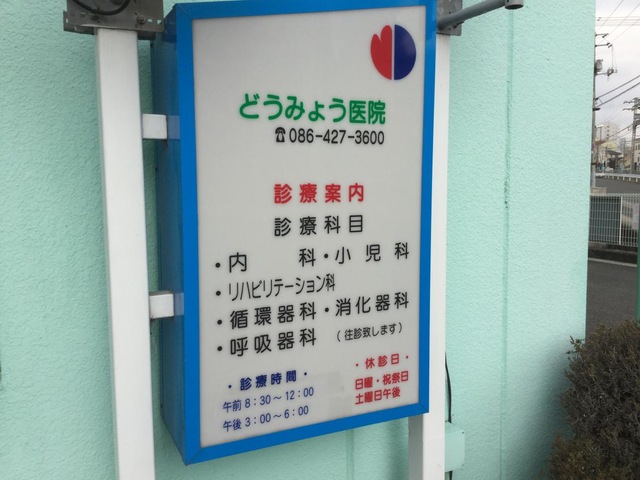 どうみょう医院
☎086-427-3600
診療案内
診療科目
・内　　科・小児科
・リハビリテーション科
・循環器科・消化器科
・呼吸器科（往診致します）
・診療時間・
午前8:30～12:00
午後3:00～6:00
・休診日・
日曜・祝祭日
土曜日午後